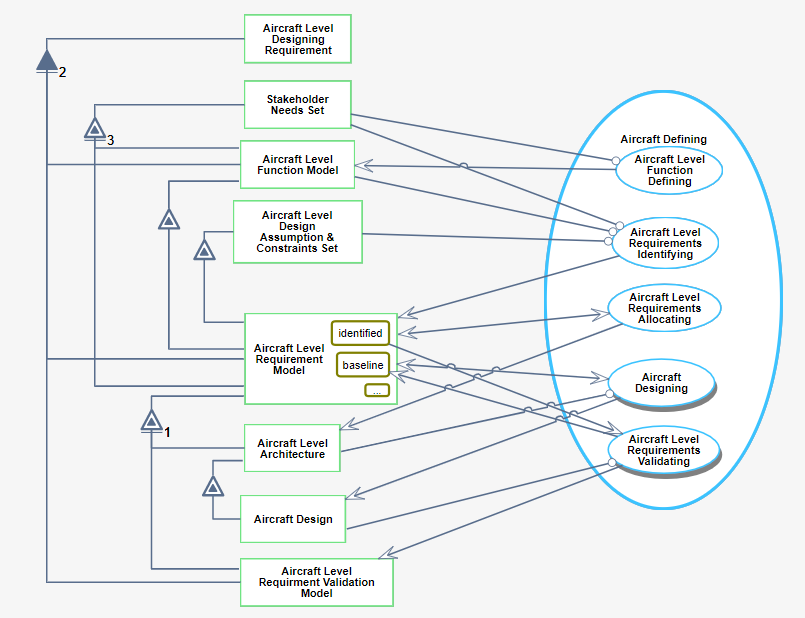 Aircraft Level
Designing
Requirement
2
Stakeholder
Needs Set
3
Aircraft Defining
Aircraft Level
Function Model
Aircraft Level
Function
Defining
Aircraft Level
Design
Assumption &
Constraints Set
Aircraft Level
Requirements
Identifying
Aircraft Level
Requirements
Allocating
identified
Aircraft Level
Requirement
Model
baseline
...
Aircraft
Designing
1
Aircraft Level
Architecture
Aircraft Level
Requirements
Validating
Aircraft Design
Aircraft Level
Requirment Validation
Model